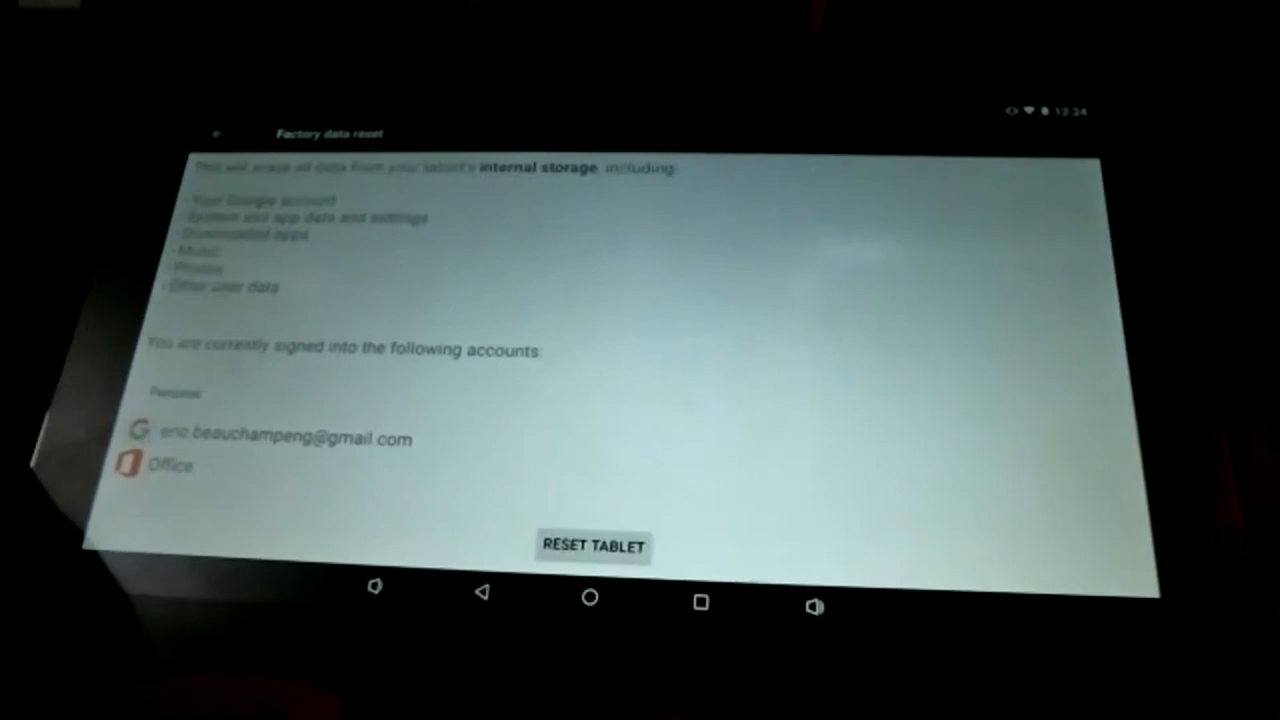 12:24
Factory data reset
This will erase all data from your tablet's internal storage, including:
- Your Google account
- System and app data and settings
- Downloaded apps
- Music
- Photos
- Other user data
You are currently signed into the following accounts:
Personal
eric.beauchampeng@gmail.com
Office
RESET TABLET